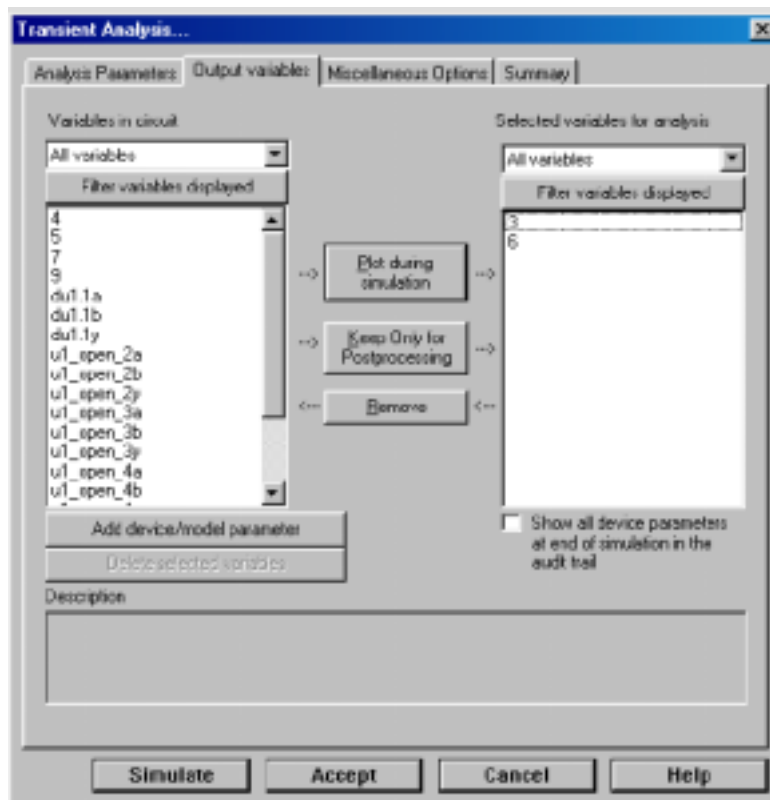 Transient Analysis...
Analysis Parameters
Output variables
Miscellaneous Options
Summary
Variables in circuit
All variables
Filter variables displayed
4
5
7
9
du1.1a
du1.1b
du1.1y
u1_open_2a
u1_open_2b
u1_open_2y
u1_open_3a
u1_open_3b
u1_open_3y
u1_open_4a
u1_open_4b
Add device/model parameter
Delete selected variables
Plot during
simulation
Keep Only for
Postprocessing
Remove
Selected variables for analysis
All variables
Filter variables displayed
3
6
Show all device parameters
at end of simulation in the
audit trail
Description
Simulate
Accept
Cancel
Help